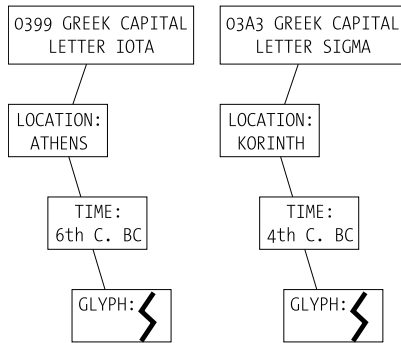 0399 GREEK CAPITAL
LETTER IOTA
LOCATION:
ATHENS
TIME:
6th C. BC
GLYPH:
03A3 GREEK CAPITAL
LETTER SIGMA
LOCATION:
KORINTH
TIME:
4th C. BC
GLYPH: